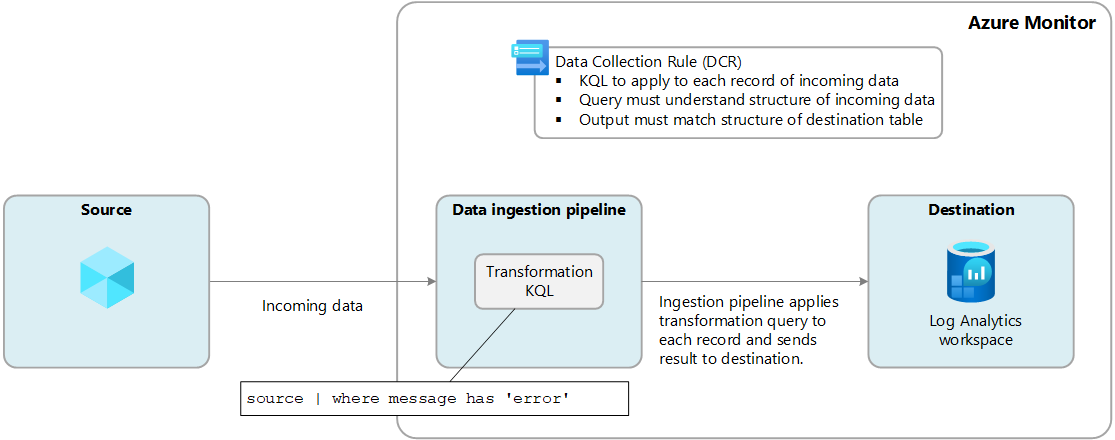 Azure Monitor
Data Collection Rule (DCR)
▪ KQL to apply to each record of incoming data
▪ Query must understand structure of incoming data
▪ Output must match structure of destination table
Source
Incoming data
Data ingestion pipeline
Transformation
KQL
source | where message has 'error'
Ingestion pipeline applies
transformation query to
each record and sends
result to destination.
Destination
Log Analytics
workspace